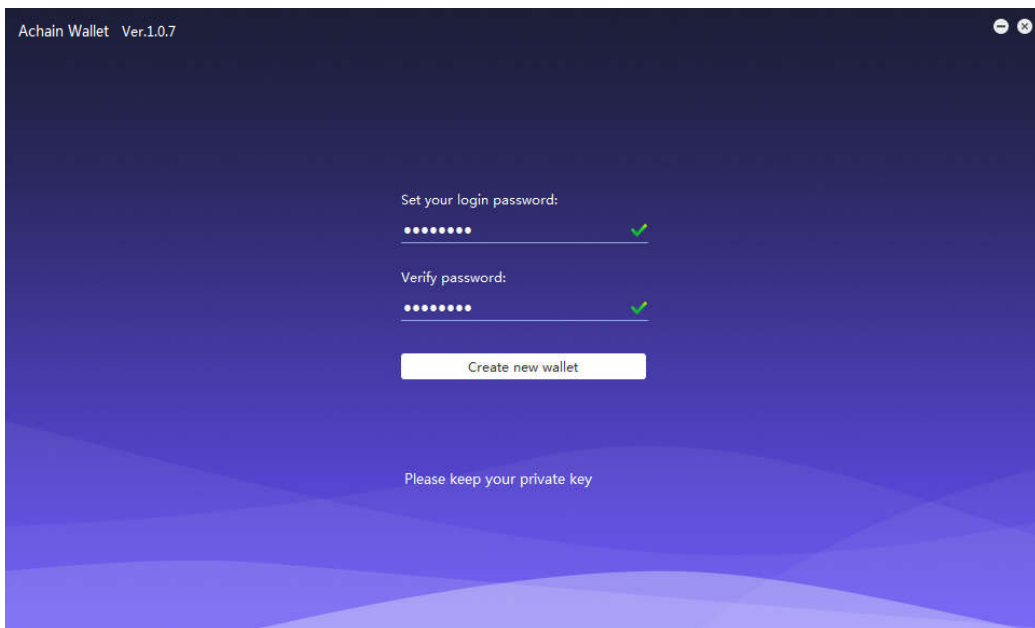 Achain Wallet Ver.1.0.7
Set your login password:
••••••••
Verify password:
••••••••
Create new wallet
Please keep your private key